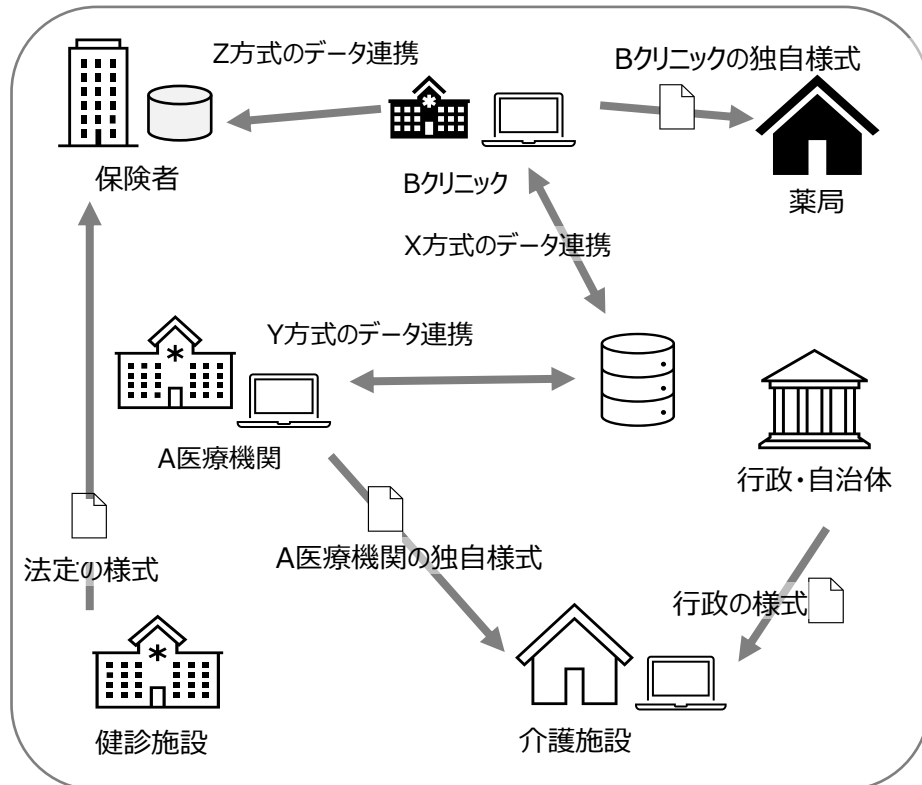 Z方式のデータ連携
Bクリニックの独自様式
保険者
Bクリニック
薬局
X方式のデータ連携
Y方式のデータ連携
A医療機関
行政・自治体
法定の様式
A医療機関の独自様式
行政の様式
健診施設
介護施設